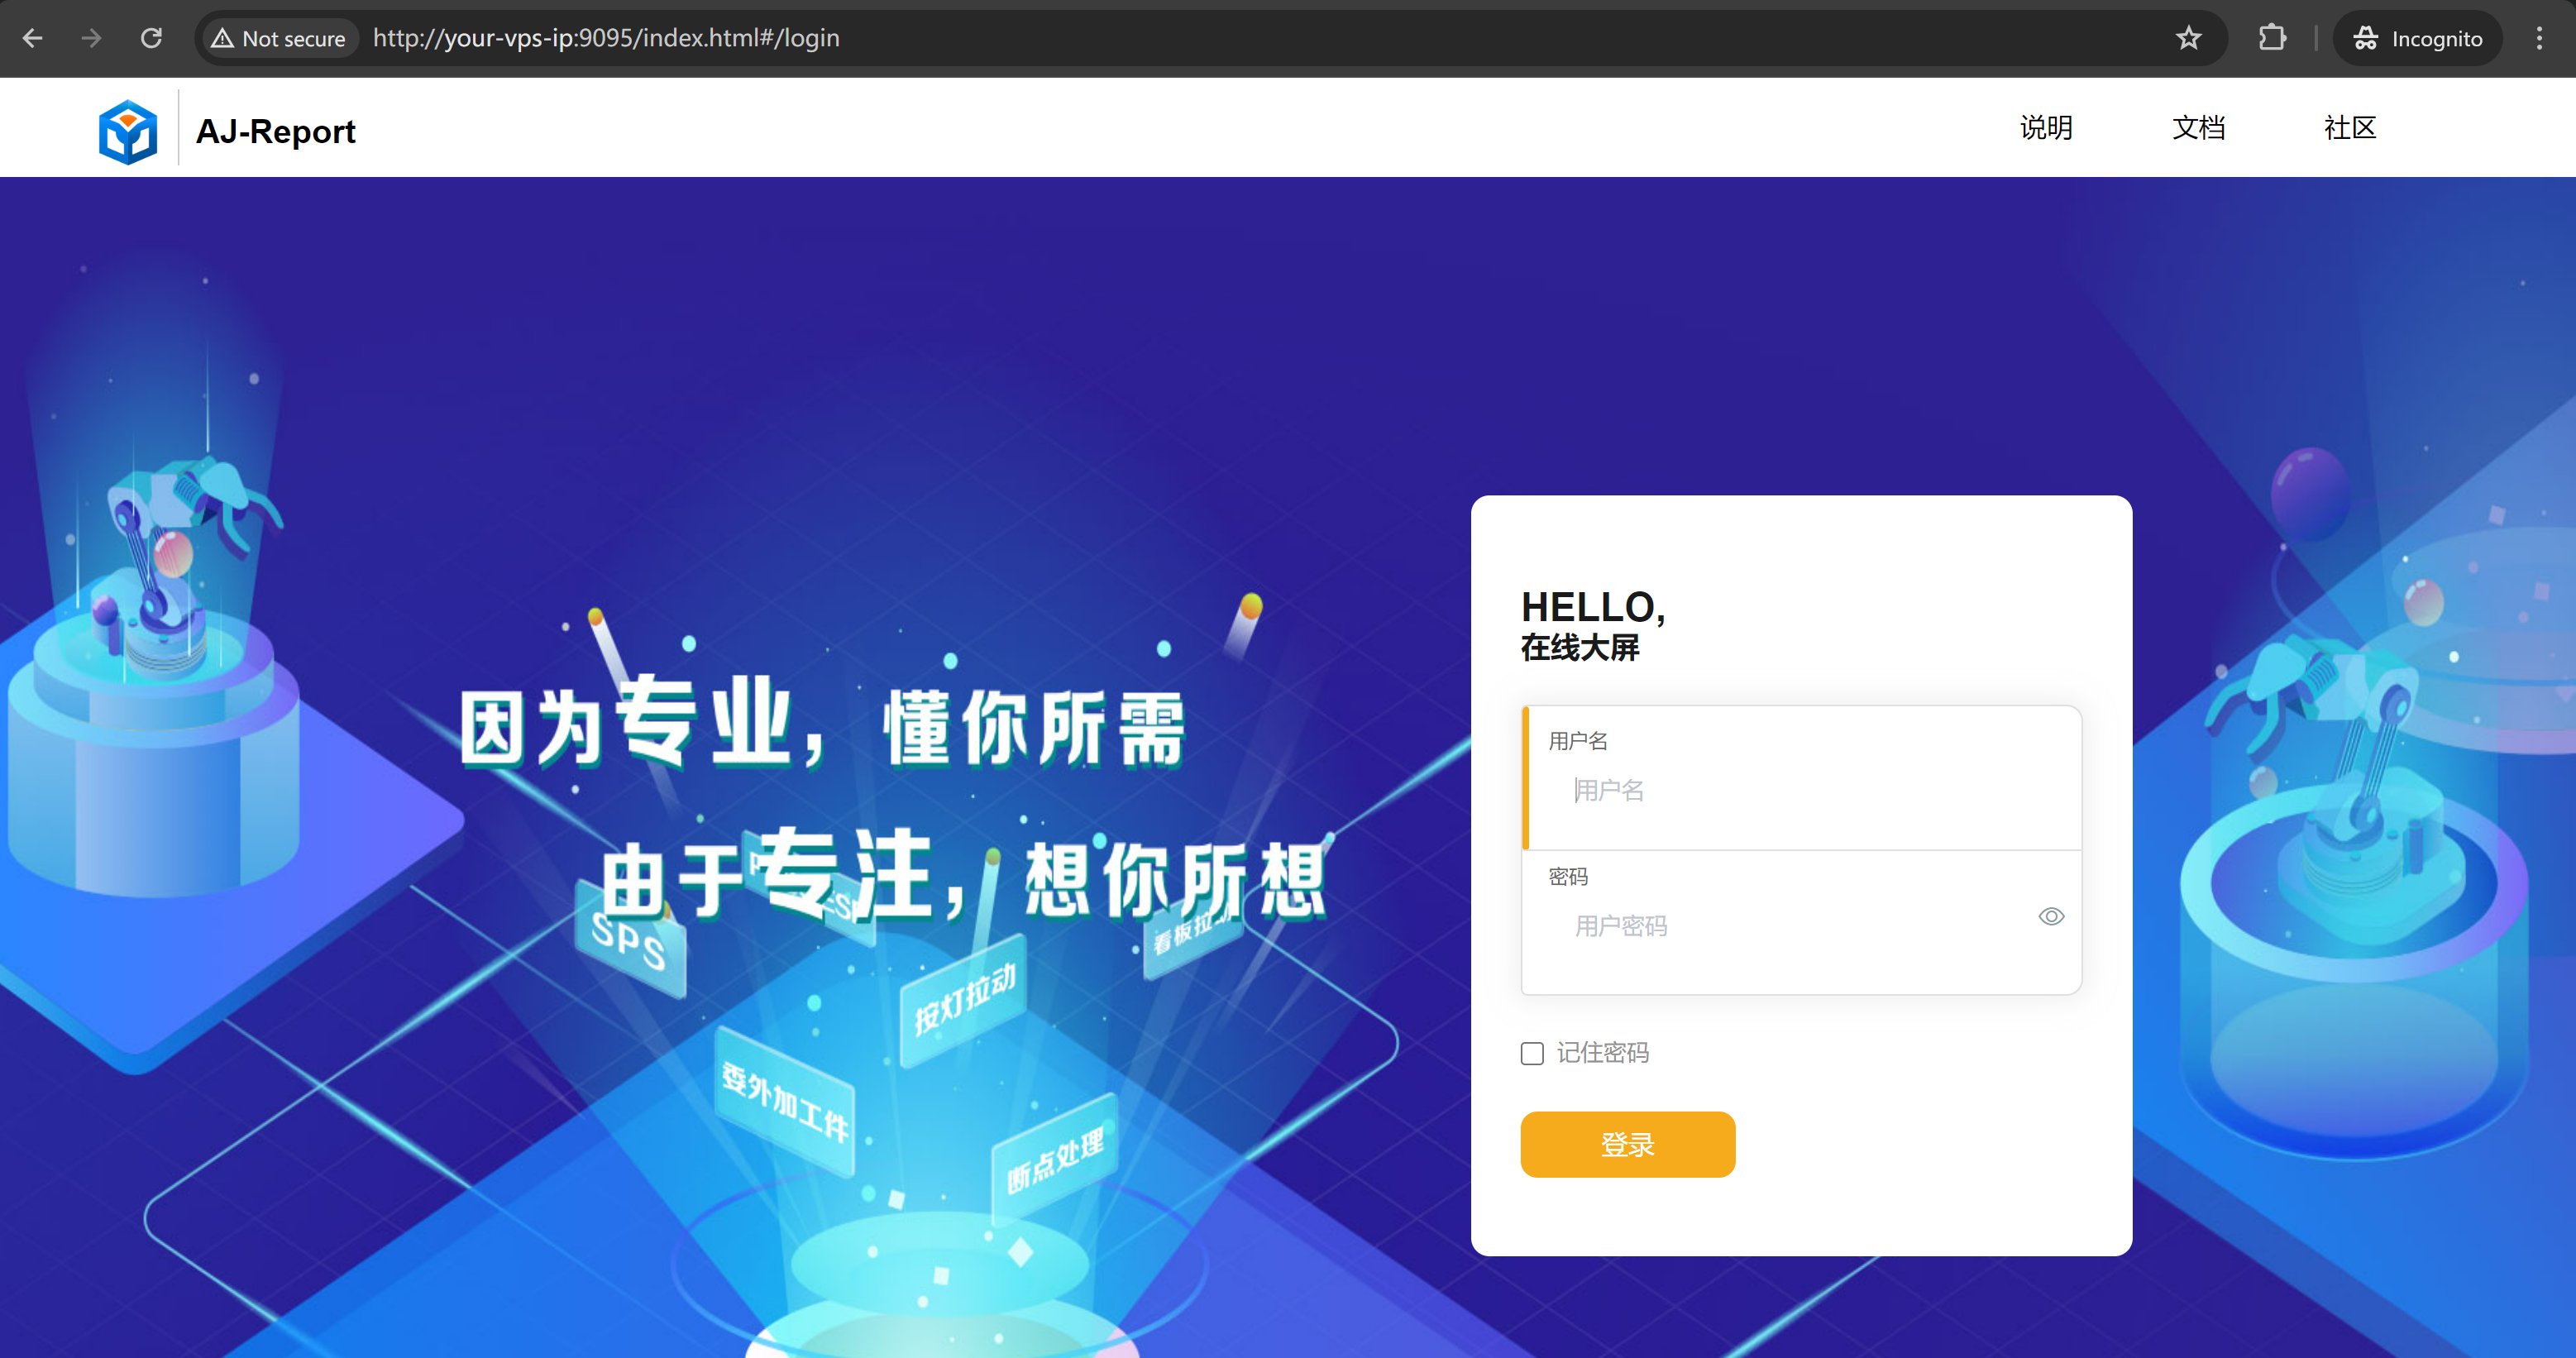 Not secure
http://your-vps-ip:9095/index.html#/login
Incognito
AJ-Report
说明
文档
社区
因为专业，懂你所需
由于专注，想你所想
SPS
按灯拉动
看板拉动
委外加工件
断点处理
HELLO,
在线大屏
用户名
用户名
密码
用户密码
记住密码
登录